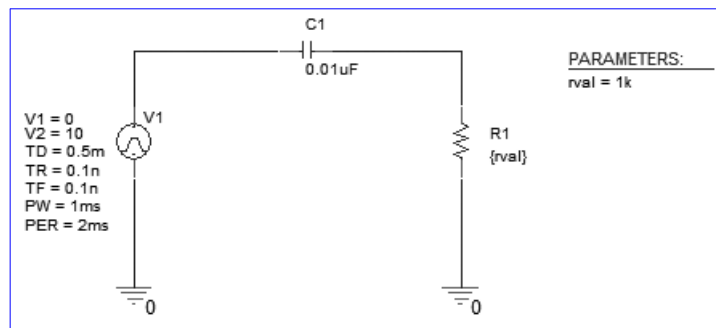 C1
0.01uF
PARAMETERS:
rval = 1k
V1 = 0
V2 = 10
TD = 0.5m
TR = 0.1n
TF = 0.1n
PW = 1ms
PER = 2ms
V1
R1
{rval}
0
0